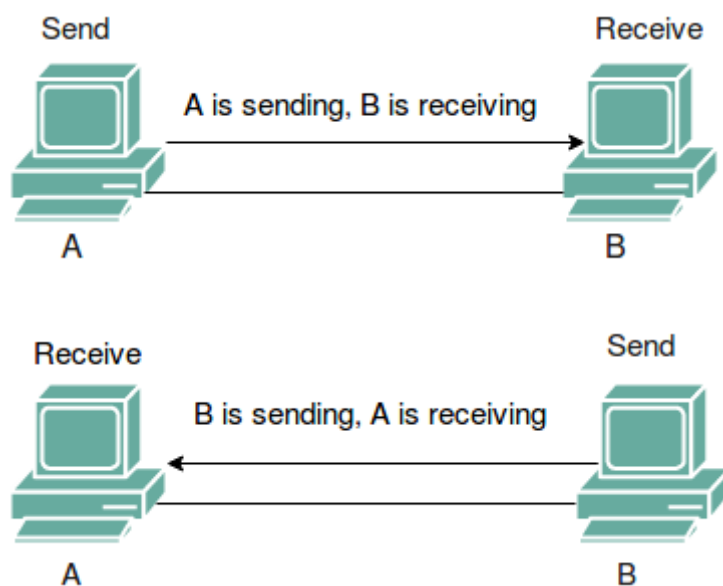 Send
Receive
A is sending, B is receiving
A
B
Receive
Send
B is sending, A is receiving
A
B